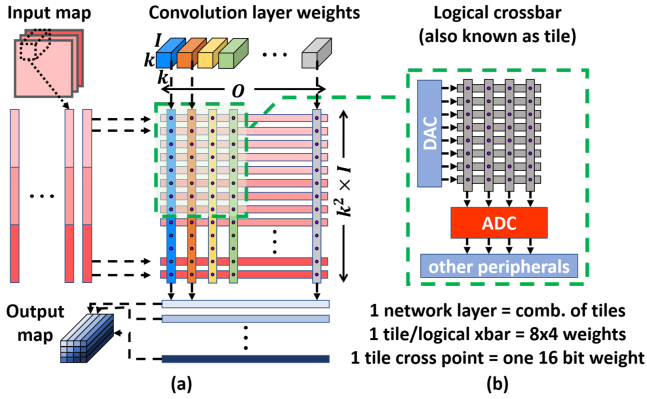 Input map
Convolution layer weights
Logical crossbar
(also known as tile)
I
k
k
...
O
DAC
k² × I
...
ADC
other peripherals
Output
map
1 network layer = comb. of tiles
1 tile/logical xbar = 8x4 weights
1 tile cross point = one 16 bit weight
(a)
(b)